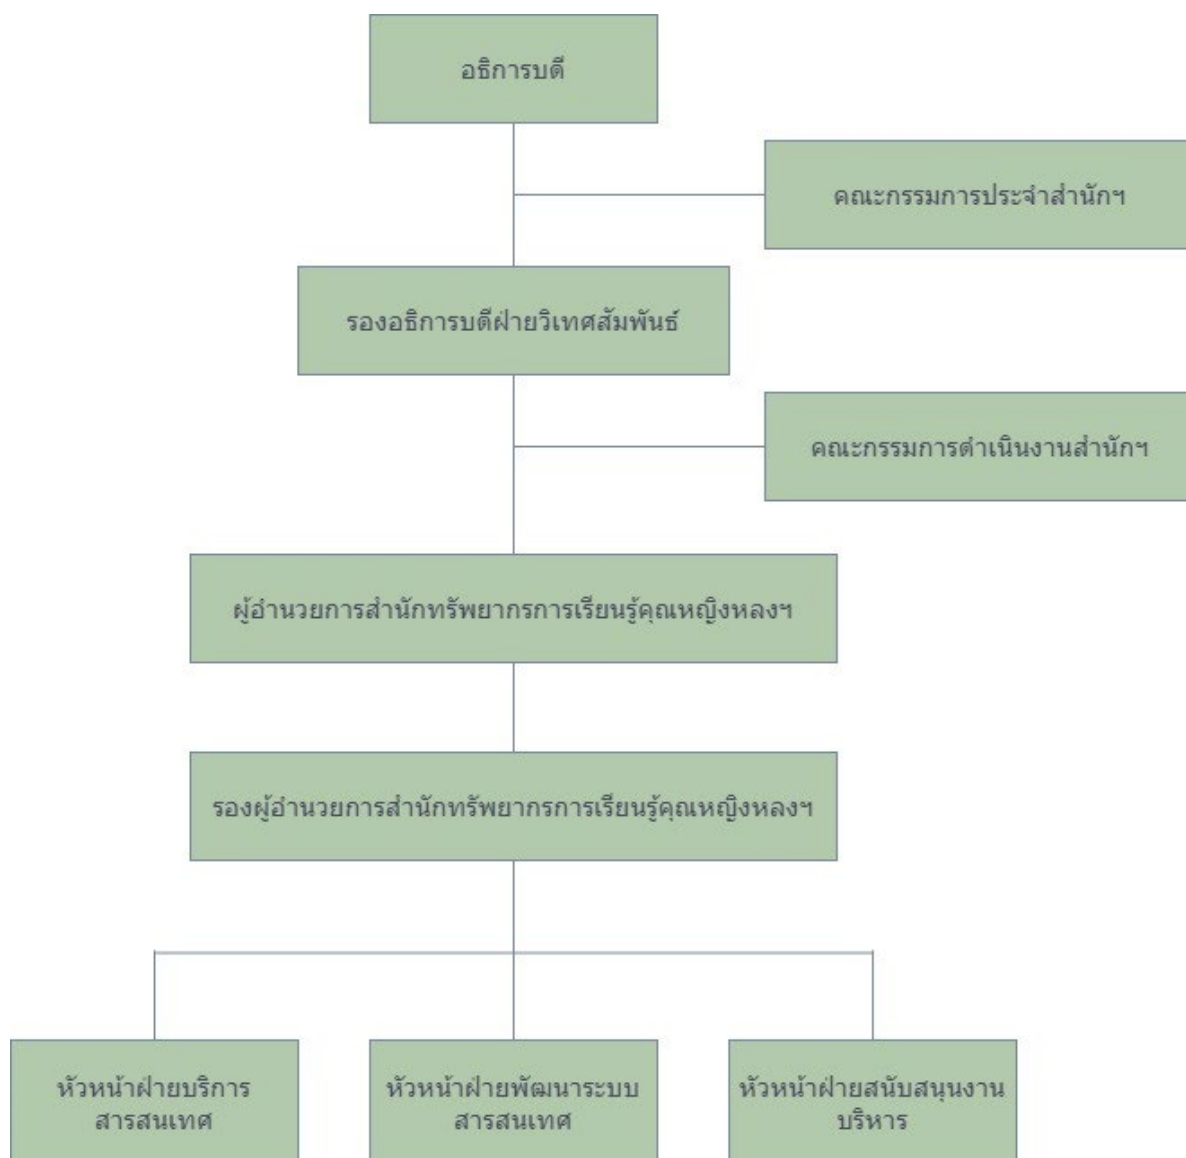 อธิการบดี
คณะกรรมการประจำสำนักฯ
รองอธิการบดีฝ่ายวิเทศสัมพันธ์
คณะกรรมการดำเนินงานสำนักฯ
ผู้อำนวยการสำนักทรัพยากรการเรียนรู้คุณหญิงหลงฯ
รองผู้อำนวยการสำนักทรัพยากรการเรียนรู้คุณหญิงหลงฯ
หัวหน้าฝ่ายบริการ
สารสนเทศ
หัวหน้าฝ่ายพัฒนาระบบ
สารสนเทศ
หัวหน้าฝ่ายสนับสนุนงาน
บริหาร